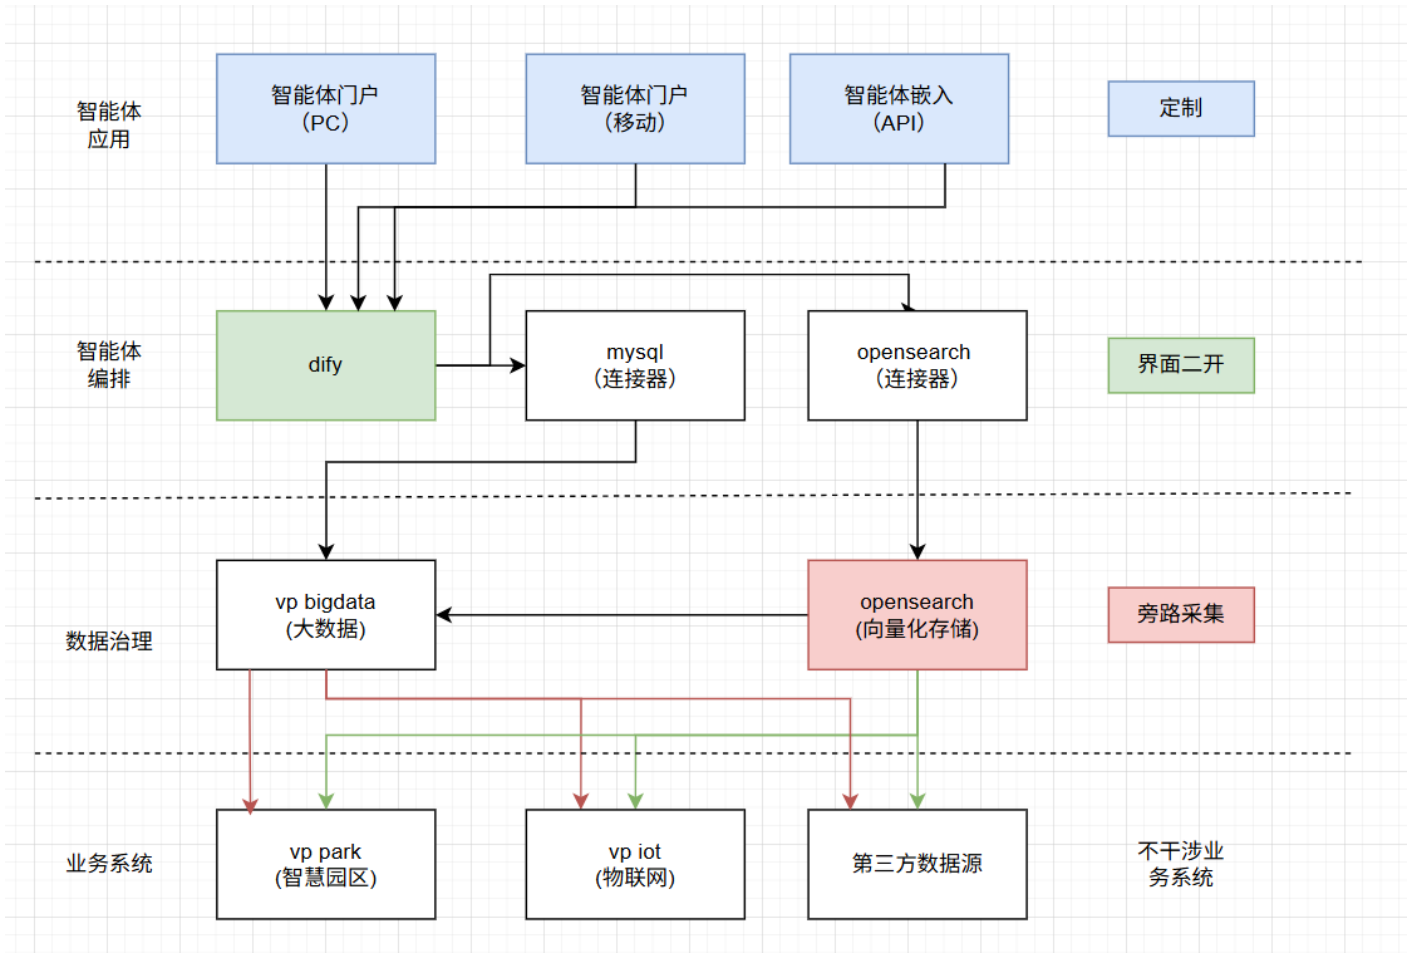 智能体
应用
智能体门户
（PC）
智能体门户
（移动）
智能体嵌入
（API）
定制
智能体
编排
dify
mysql
（连接器）
opensearch
（连接器）
界面二开
数据治理
vp bigdata
(大数据)
opensearch
(向量化存储)
旁路采集
业务系统
vp park
(智慧园区)
vp iot
(物联网)
第三方数据源
不干涉业
务系统